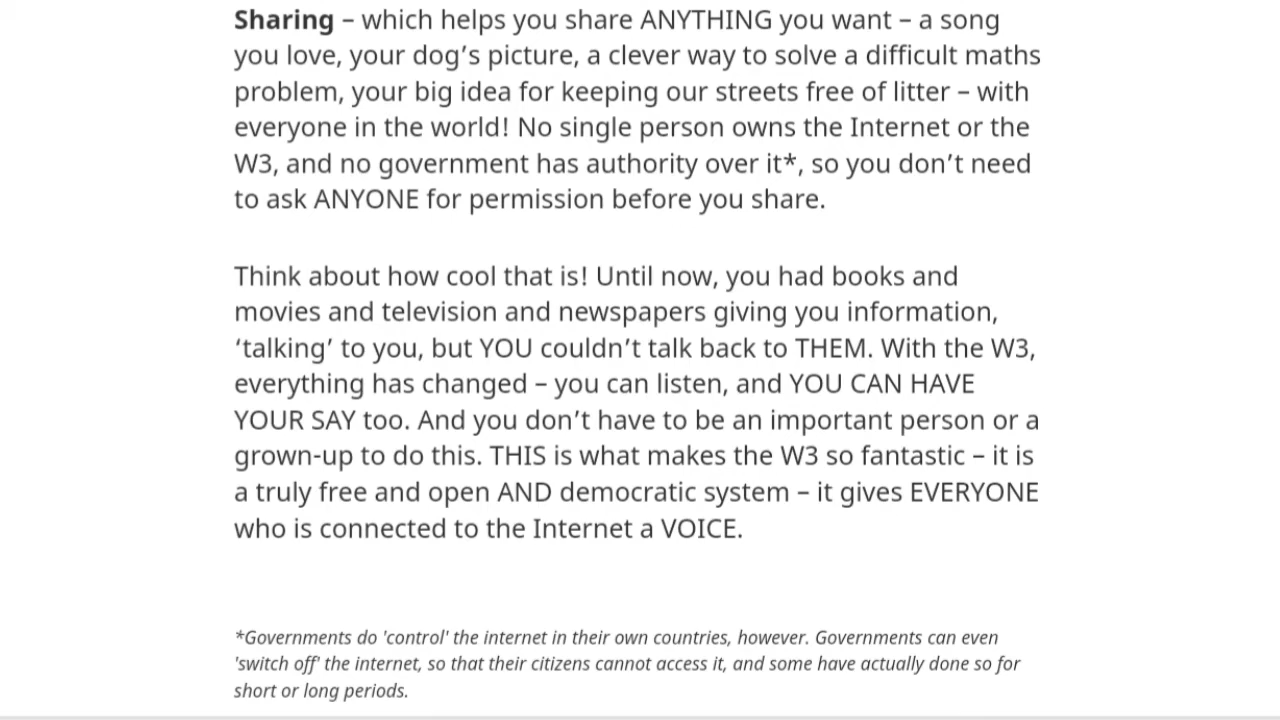 Sharing – which helps you share ANYTHING you want – a song
you love, your dog’s picture, a clever way to solve a difficult maths
problem, your big idea for keeping our streets free of litter – with
everyone in the world! No single person owns the Internet or the
W3, and no government has authority over it*, so you don’t need
to ask ANYONE for permission before you share.
Think about how cool that is! Until now, you had books and
movies and television and newspapers giving you information,
‘talking’ to you, but YOU couldn’t talk back to THEM. With the W3,
everything has changed – you can listen, and YOU CAN HAVE
YOUR SAY too. And you don’t have to be an important person or a
grown-up to do this. THIS is what makes the W3 so fantastic – it is
a truly free and open AND democratic system – it gives EVERYONE
who is connected to the Internet a VOICE.
*Governments do 'control' the internet in their own countries, however. Governments can even
'switch off' the internet, so that their citizens cannot access it, and some have actually done so for
short or long periods.